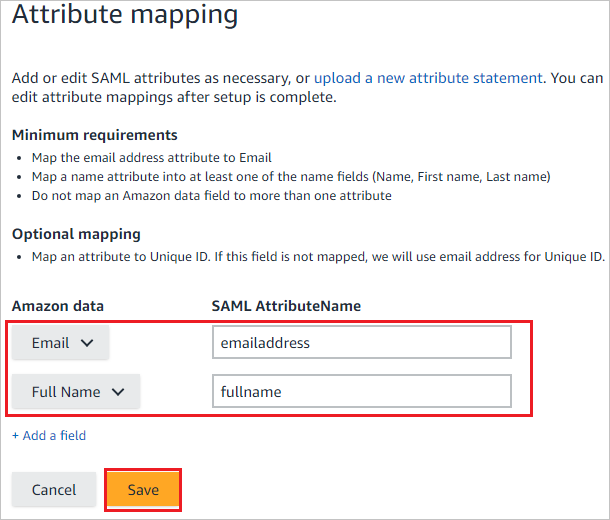 Attribute mapping
Add or edit SAML attributes as necessary, or upload a new attribute statement. You can
edit attribute mappings after setup is complete.
Minimum requirements
• Map the email address attribute to Email
• Map a name attribute into at least one of the name fields (Name, First name, Last name)
• Do not map an Amazon data field to more than one attribute
Optional mapping
• Map an attribute to Unique ID. If this field is not mapped, we will use email address for Unique ID.
Amazon data SAML AttributeName
Email emailaddress
Full Name fullname
+ Add a field
Cancel Save